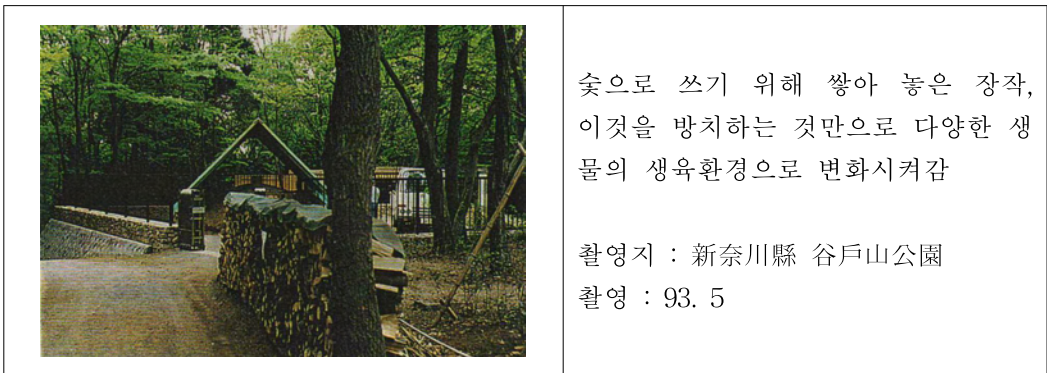 숯으로 쓰기 위해 쌓아 놓은 장작,
이것을 방치하는 것만으로 다양한 생
물의 생육환경으로 변화시켜감
촬영지 : 新奈川縣 谷戶山公園
촬영 : 93. 5